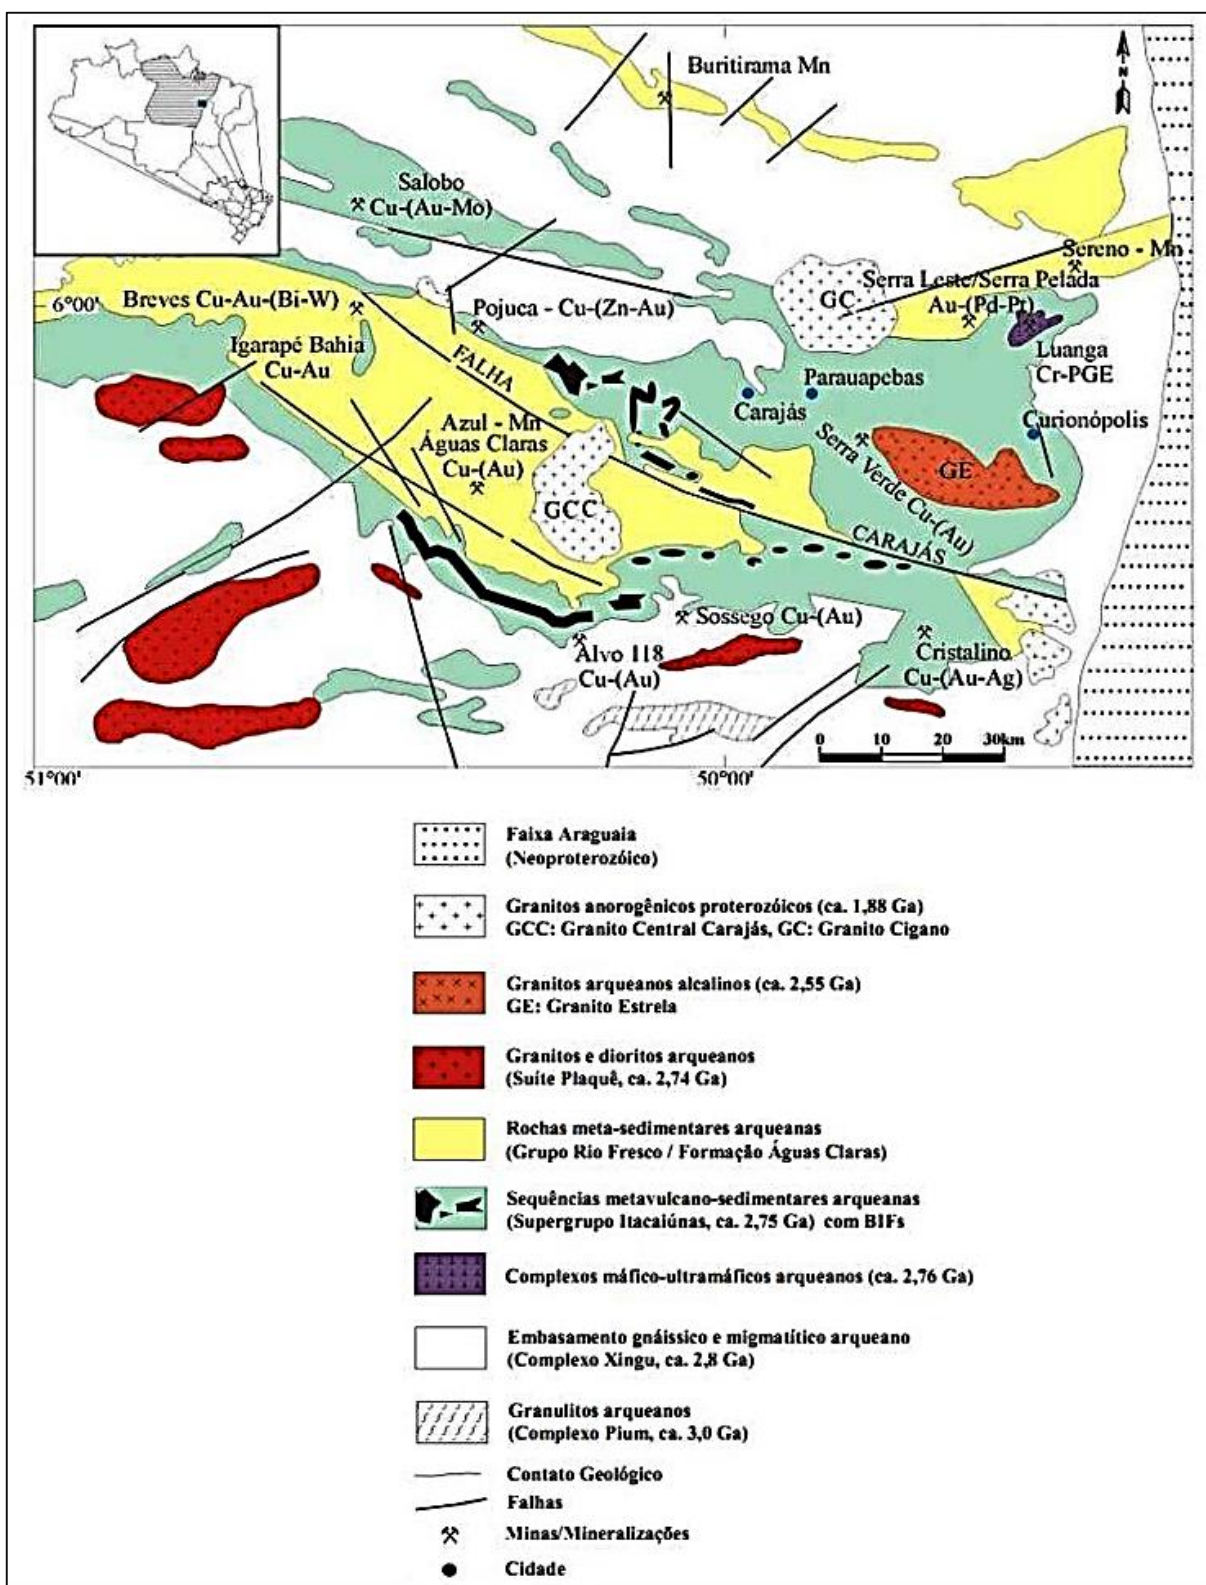 Buritirama Mn
N
Salobo
Cu-(Au-Mo)
Sereno - Mn
GC
Serra Leste/Serra Pelada
Au-(Pd-Pt)
6°00'
Breves Cu-Au-(Bi-W)
Pojuca - Cu-(Zn-Au)
Igarapé Bahia
Cu-Au
FALHA
Luanga
Cr-PGE
Parauapebas
Carajás
Curionópolis
Azul - Mn
Águas Claras
Cu-(Au)
Serra Verde Cu-(Au)
GE
GCC
CARAJÁS
Sossego Cu-(Au)
Alvo 118
Cu-(Au)
Cristalino
Cu-(Au-Ag)
0 10 20 30km
51°00'
50°00'
Faixa Araguaia
(Neoproterozóico)
Granitos anorogênicos proterozóicos (ca. 1,88 Ga)
GCC: Granito Central Carajás, GC: Granito Cigano
Granitos arqueanos alcalinos (ca. 2,55 Ga)
GE: Granito Estrela
Granitos e dioritos arqueanos
(Suíte Plaquê, ca. 2,74 Ga)
Rochas meta-sedimentares arqueanas
(Grupo Rio Fresco / Formação Águas Claras)
Sequências metavulcano-sedimentares arqueanas
(Supergrupo Itacaiúnas, ca. 2,75 Ga) com BIFs
Complexos máfico-ultramáficos arqueanos (ca. 2,76 Ga)
Embasamento gnáissico e migmatítico arqueano
(Complexo Xingu, ca. 2,8 Ga)
Granulitos arqueanos
(Complexo Pium, ca. 3,0 Ga)
Contato Geológico
Falhas
Minas/Mineralizações
Cidade